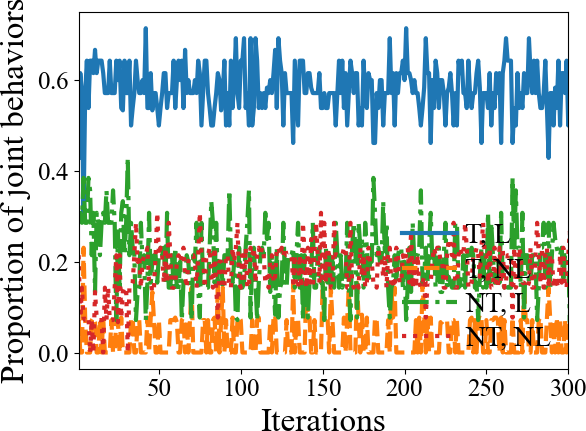 Proportion of joint behaviors
0.6
0.4
0.2
0.0
T, L
T, NL
NT, L
NT, NL
50
100
150
200
250
300
Iterations